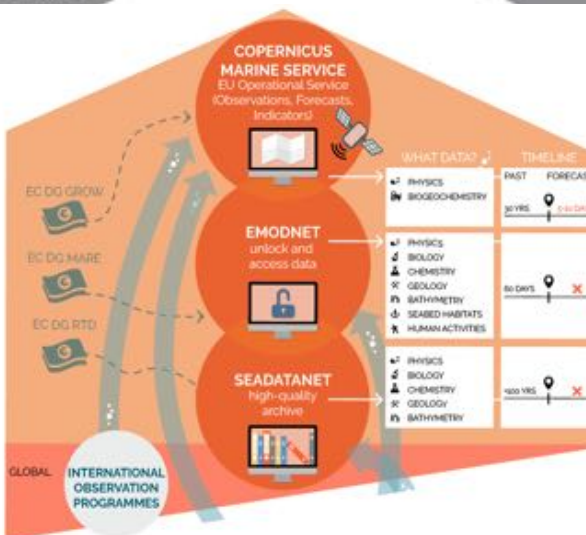 COPERNICUS
MARINE SERVICE
EU Operational Service
(Observations, Forecasts,
Indicators)
EC DG GROW
EC DG MARE
EC DG RTD
EMODNET
unlock and
access data
SEADATANET
high-quality
archive
GLOBAL
INTERNATIONAL
OBSERVATION
PROGRAMMES
WHAT DATA?
TIMELINE
PHYSICS
BIOGEOCHEMISTRY
PAST FORECAS
30 YRS
PHYSICS
BIOLOGY
CHEMISTRY
GEOLOGY
BATHYMETRY
SEABED HABITATS
HUMAN ACTIVITIES
60 DAYS
PHYSICS
BIOLOGY
CHEMISTRY
GEOLOGY
BATHYMETRY
YRS